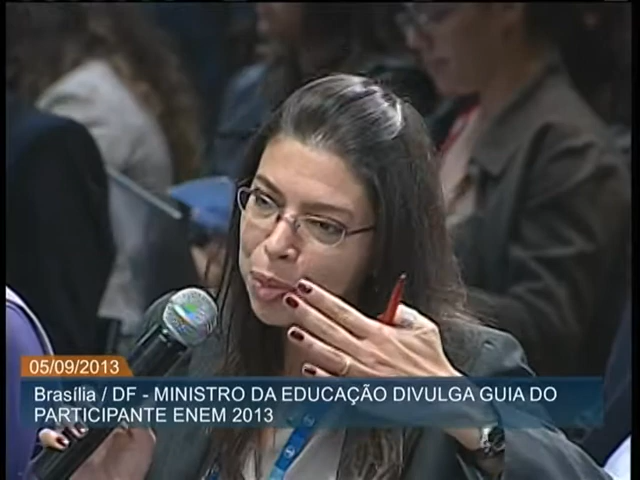 05/09/2013
Brasília / DF - MINISTRO DA EDUCAÇÃO DIVULGA GUIA DO
PARTICIPANTE ENEM 2013